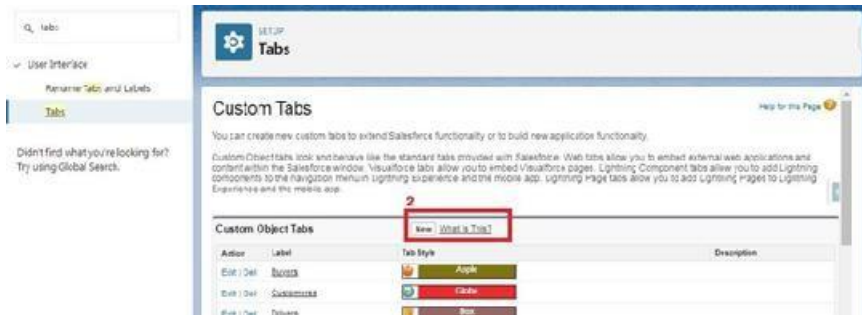 tabs
SETUP
Tabs
User Interface
Rename Tabs and Labels
Tabs
Didn't find what you're looking for?
Try using Global Search.
Custom Tabs
Help for this Page
You can create new custom tabs to extend Salesforce functionality or to build new application functionality.
Custom Object tabs look and behave like the standard tabs provided with Salesforce. Web tabs allow you to embed external web applications and
content within the Salesforce window. Visualforce tabs allow you to embed Visualforce pages. Lightning Component tabs allow you to add Lightning
components to the navigation menu in Lightning Experience and the mobile app. Lightning Page tabs allow you to add Lightning Pages to Lightning
Experience and the mobile app.
2
Custom Object Tabs New What Is This?
Action Label Tab Style Description
Edit | Del Buyers Apple
Edit | Del Globe
Edit | Del Drivers Box